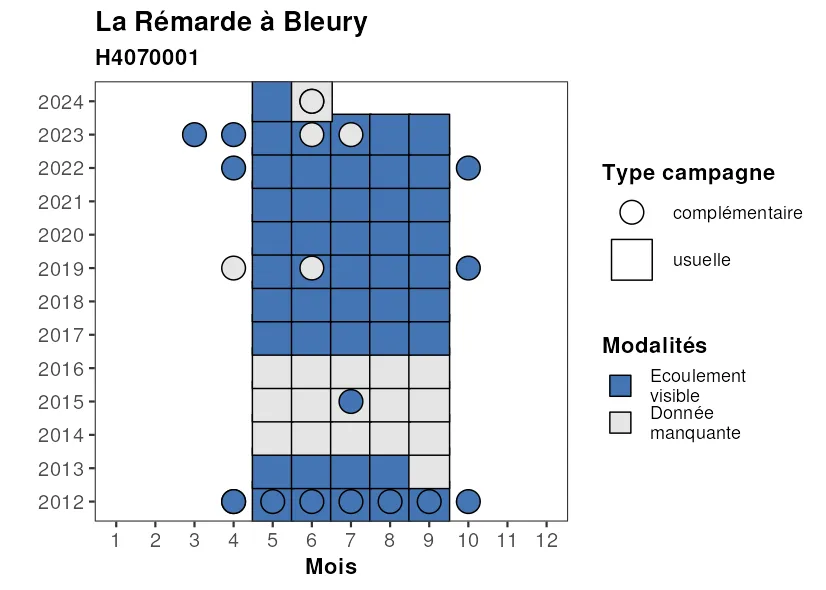 La Rémarde à Bleury
H4070001
2024
2023
2022
2021
2020
2019
2018
2017
2016
2015
2014
2013
2012
1 2 3 4 5 6 7 8 9 10 11 12
Mois
Type campagne
complémentaire
usuelle
Modalités
Ecoulement
visible
Donnée
manquante